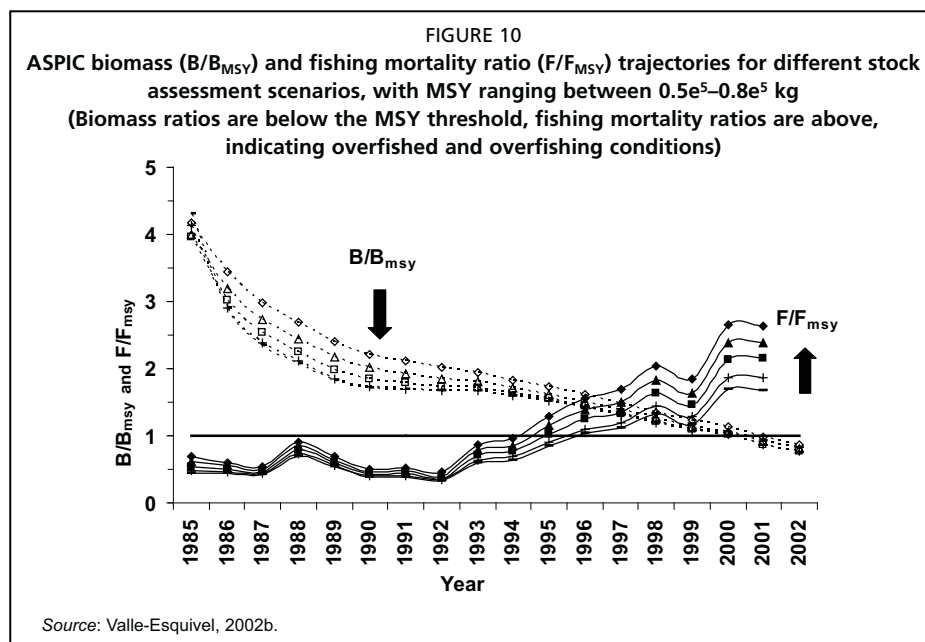 FIGURE 10
ASPIC biomass (B/BMSY) and fishing mortality ratio (F/FMSY) trajectories for different stock
assessment scenarios, with MSY ranging between 0.5e⁵–0.8e⁵ kg
(Biomass ratios are below the MSY threshold, fishing mortality ratios are above,
indicating overfished and overfishing conditions)
5
4
3
2
1
0
B/Bmsy and F/Fmsy
B/Bmsy
F/Fmsy
1985
1986
1987
1988
1989
1990
1991
1992
1993
1994
1995
1996
1997
1998
1999
2000
2001
2002
Year
Source: Valle-Esquivel, 2002b.